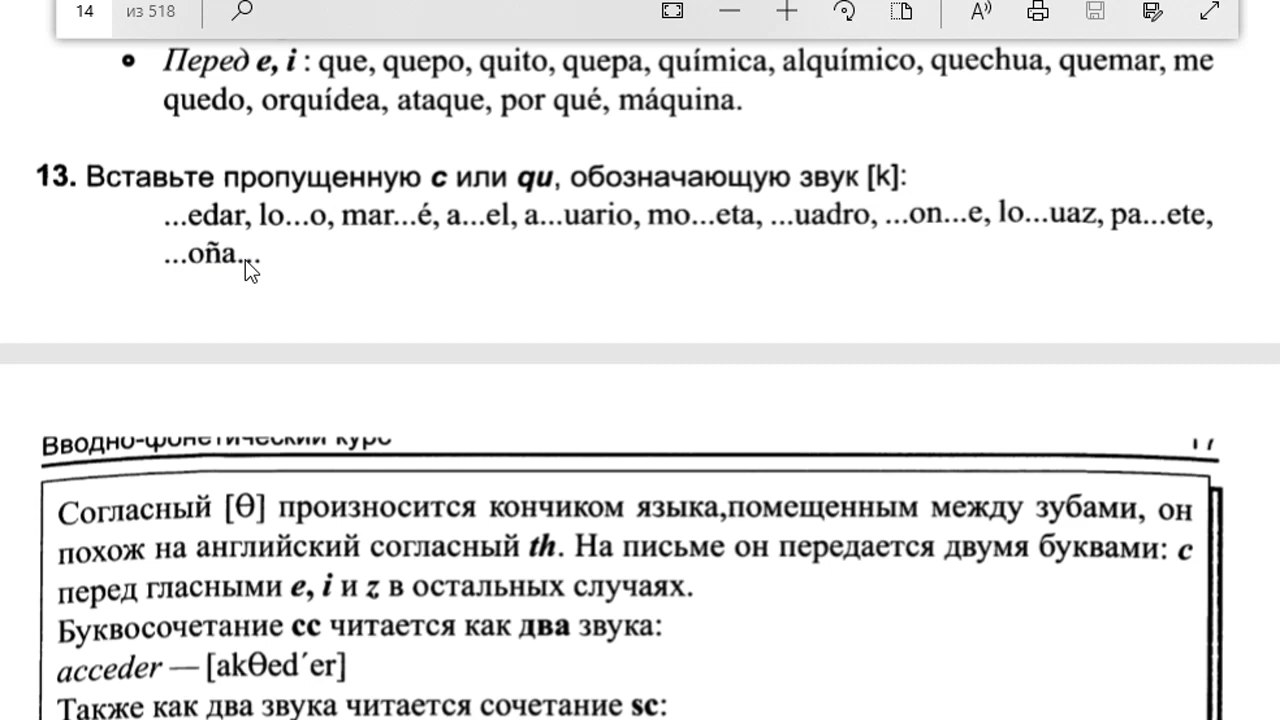 14 из 518
• Перед e, i : que, quepo, quito, quepa, química, alquímico, quechua, quemar, me
quedo, orquídea, ataque, por qué, máquina.
13. Вставьте пропущенную c или qu, обозначающую звук [k]:
...edar, lo...o, mar...é, a...el, a...uario, mo...eta, ...uadro, ...on...e, lo...uaz, pa...ete,
...oña...
Вводно-фонетический курс 17
Согласный [Θ] произносится кончиком языка,помещенным между зубами, он
похож на английский согласный th. На письме он передается двумя буквами: c
перед гласными e, i и z в остальных случаях.
Буквосочетание cc читается как два звука:
acceder — [akΘed´er]
Также как два звука читается сочетание sc: